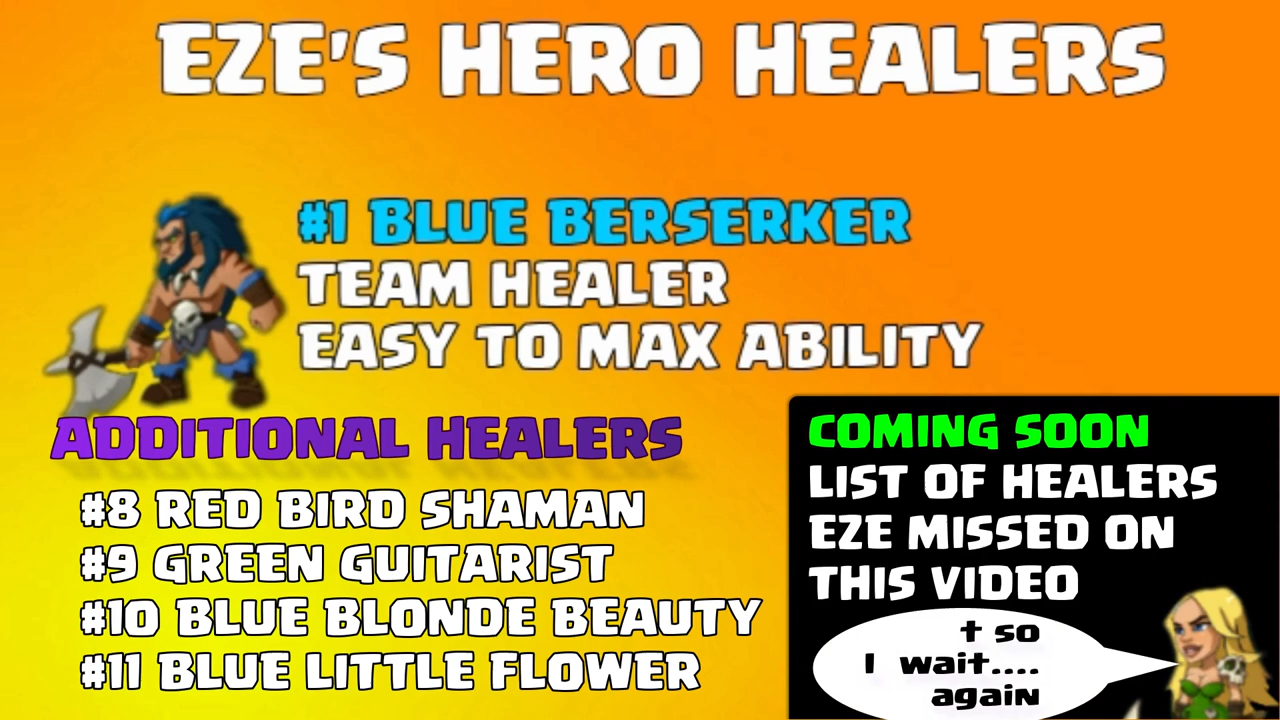 EZE'S HERO HEALERS
#1 BLUE BERSERKER
TEAM HEALER
EASY TO MAX ABILITY
ADDITIONAL HEALERS
#8 RED BIRD SHAMAN
#9 GREEN GUITARIST
#10 BLUE BLONDE BEAUTY
#11 BLUE LITTLE FLOWER
COMING SOON
LIST OF HEALERS
EZE MISSED ON
THIS VIDEO
t so
I wait....
again